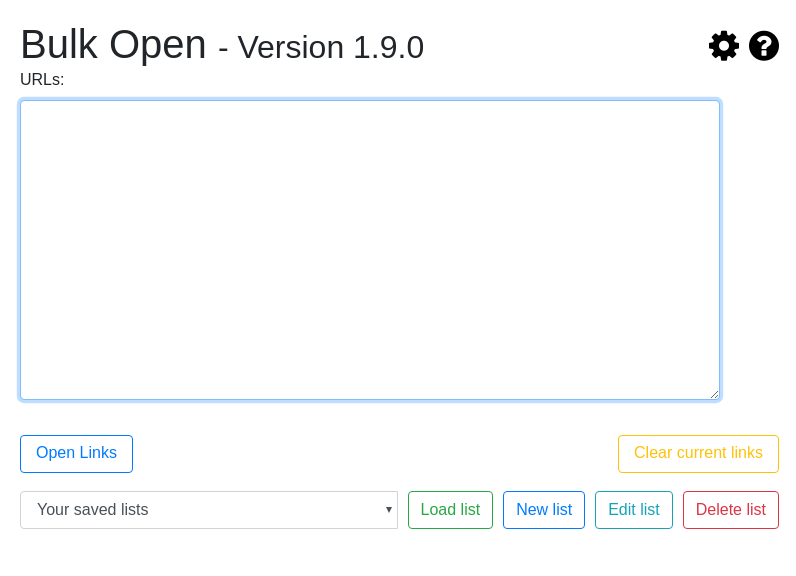 Bulk Open - Version 1.9.0
URLs:
Open Links
Clear current links
Your saved lists
Load list
New list
Edit list
Delete list